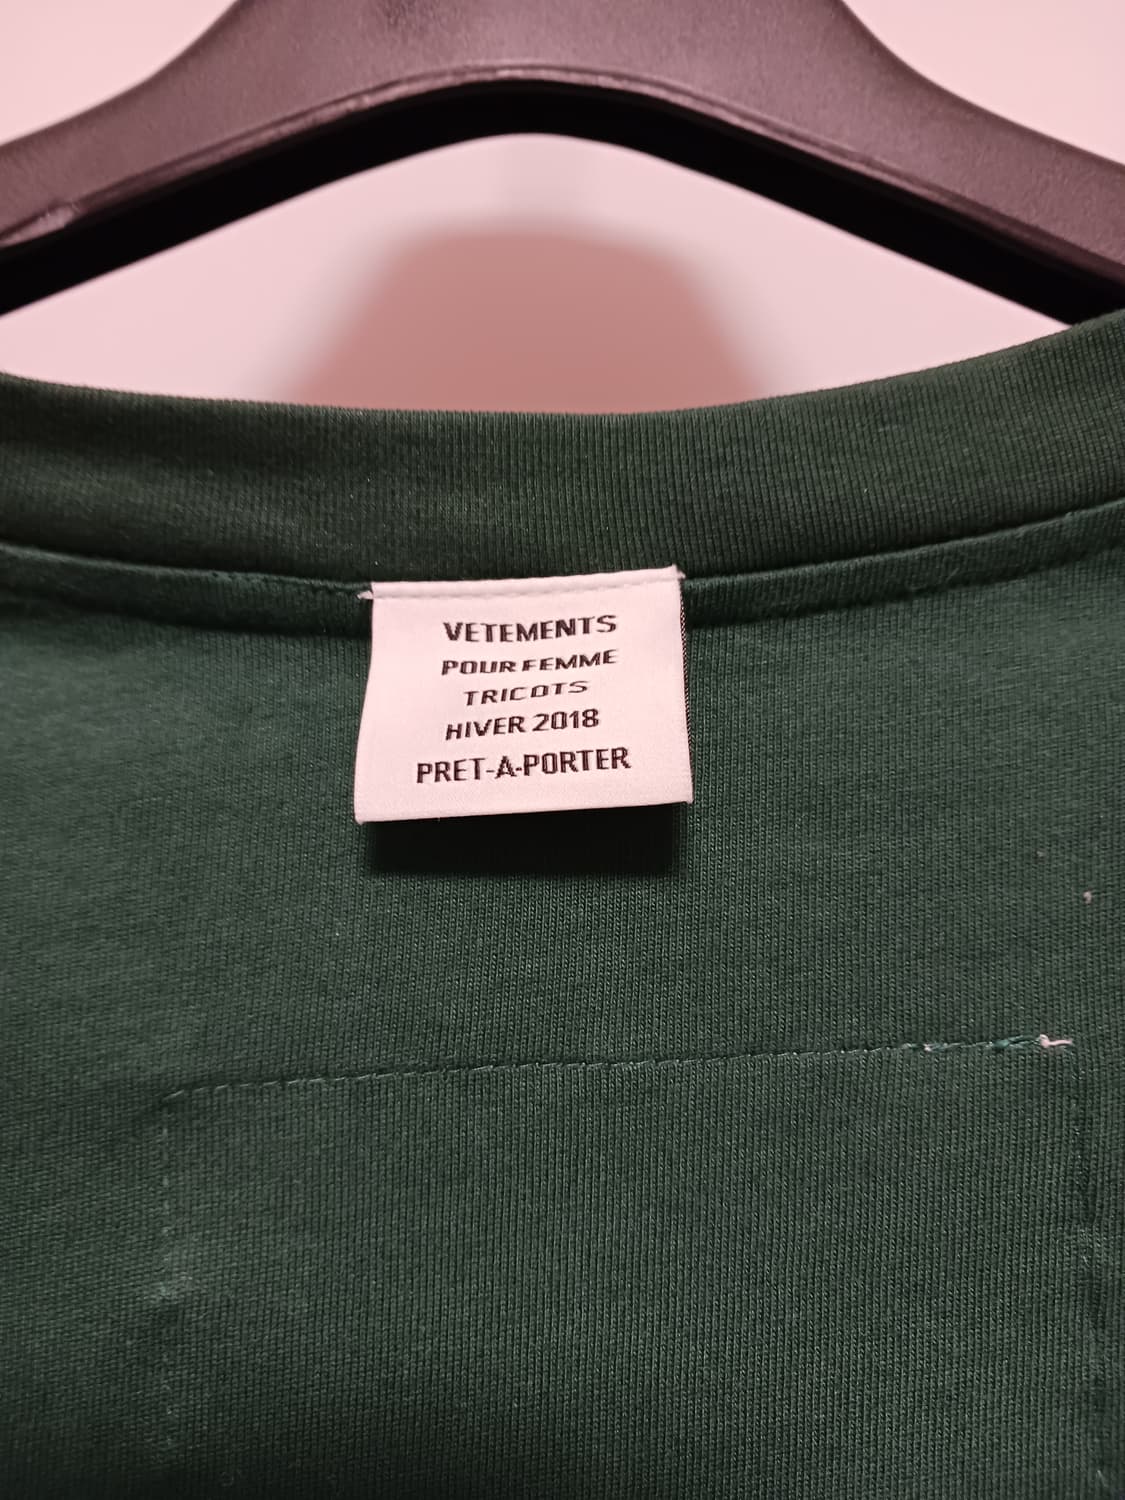 VETEMENTS
POUR FEMME
TRICOTS
HIVER 2018
PRET-A-PORTER